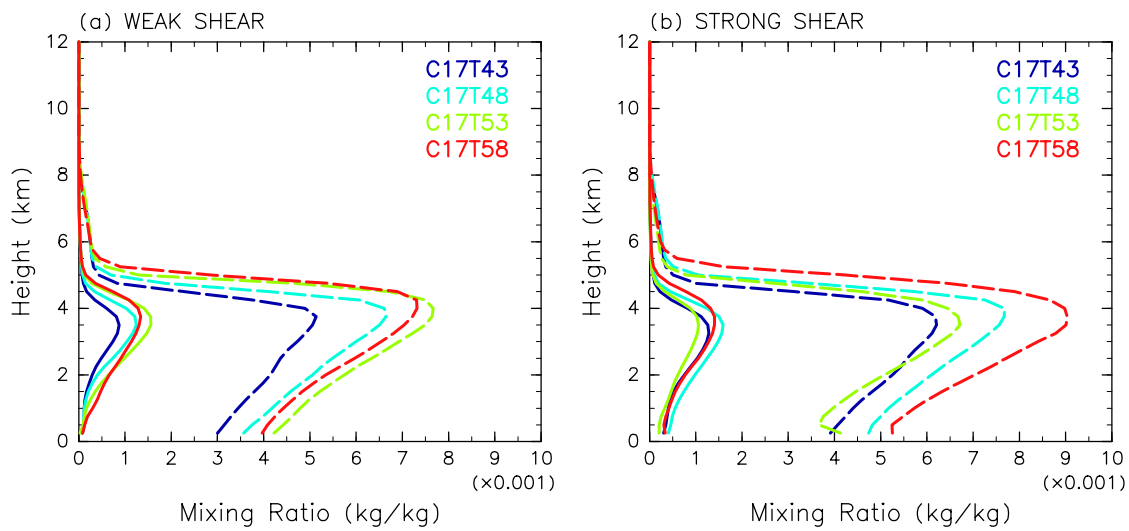 (a) WEAK SHEAR
12
10
8
6
4
2
0
Height (km)
C17T43
C17T48
C17T53
C17T58
0 1 2 3 4 5 6 7 8 9 10
(×0.001)
Mixing Ratio (kg/kg)
(b) STRONG SHEAR
12
10
8
6
4
2
0
Height (km)
C17T43
C17T48
C17T53
C17T58
0 1 2 3 4 5 6 7 8 9 10
(×0.001)
Mixing Ratio (kg/kg)